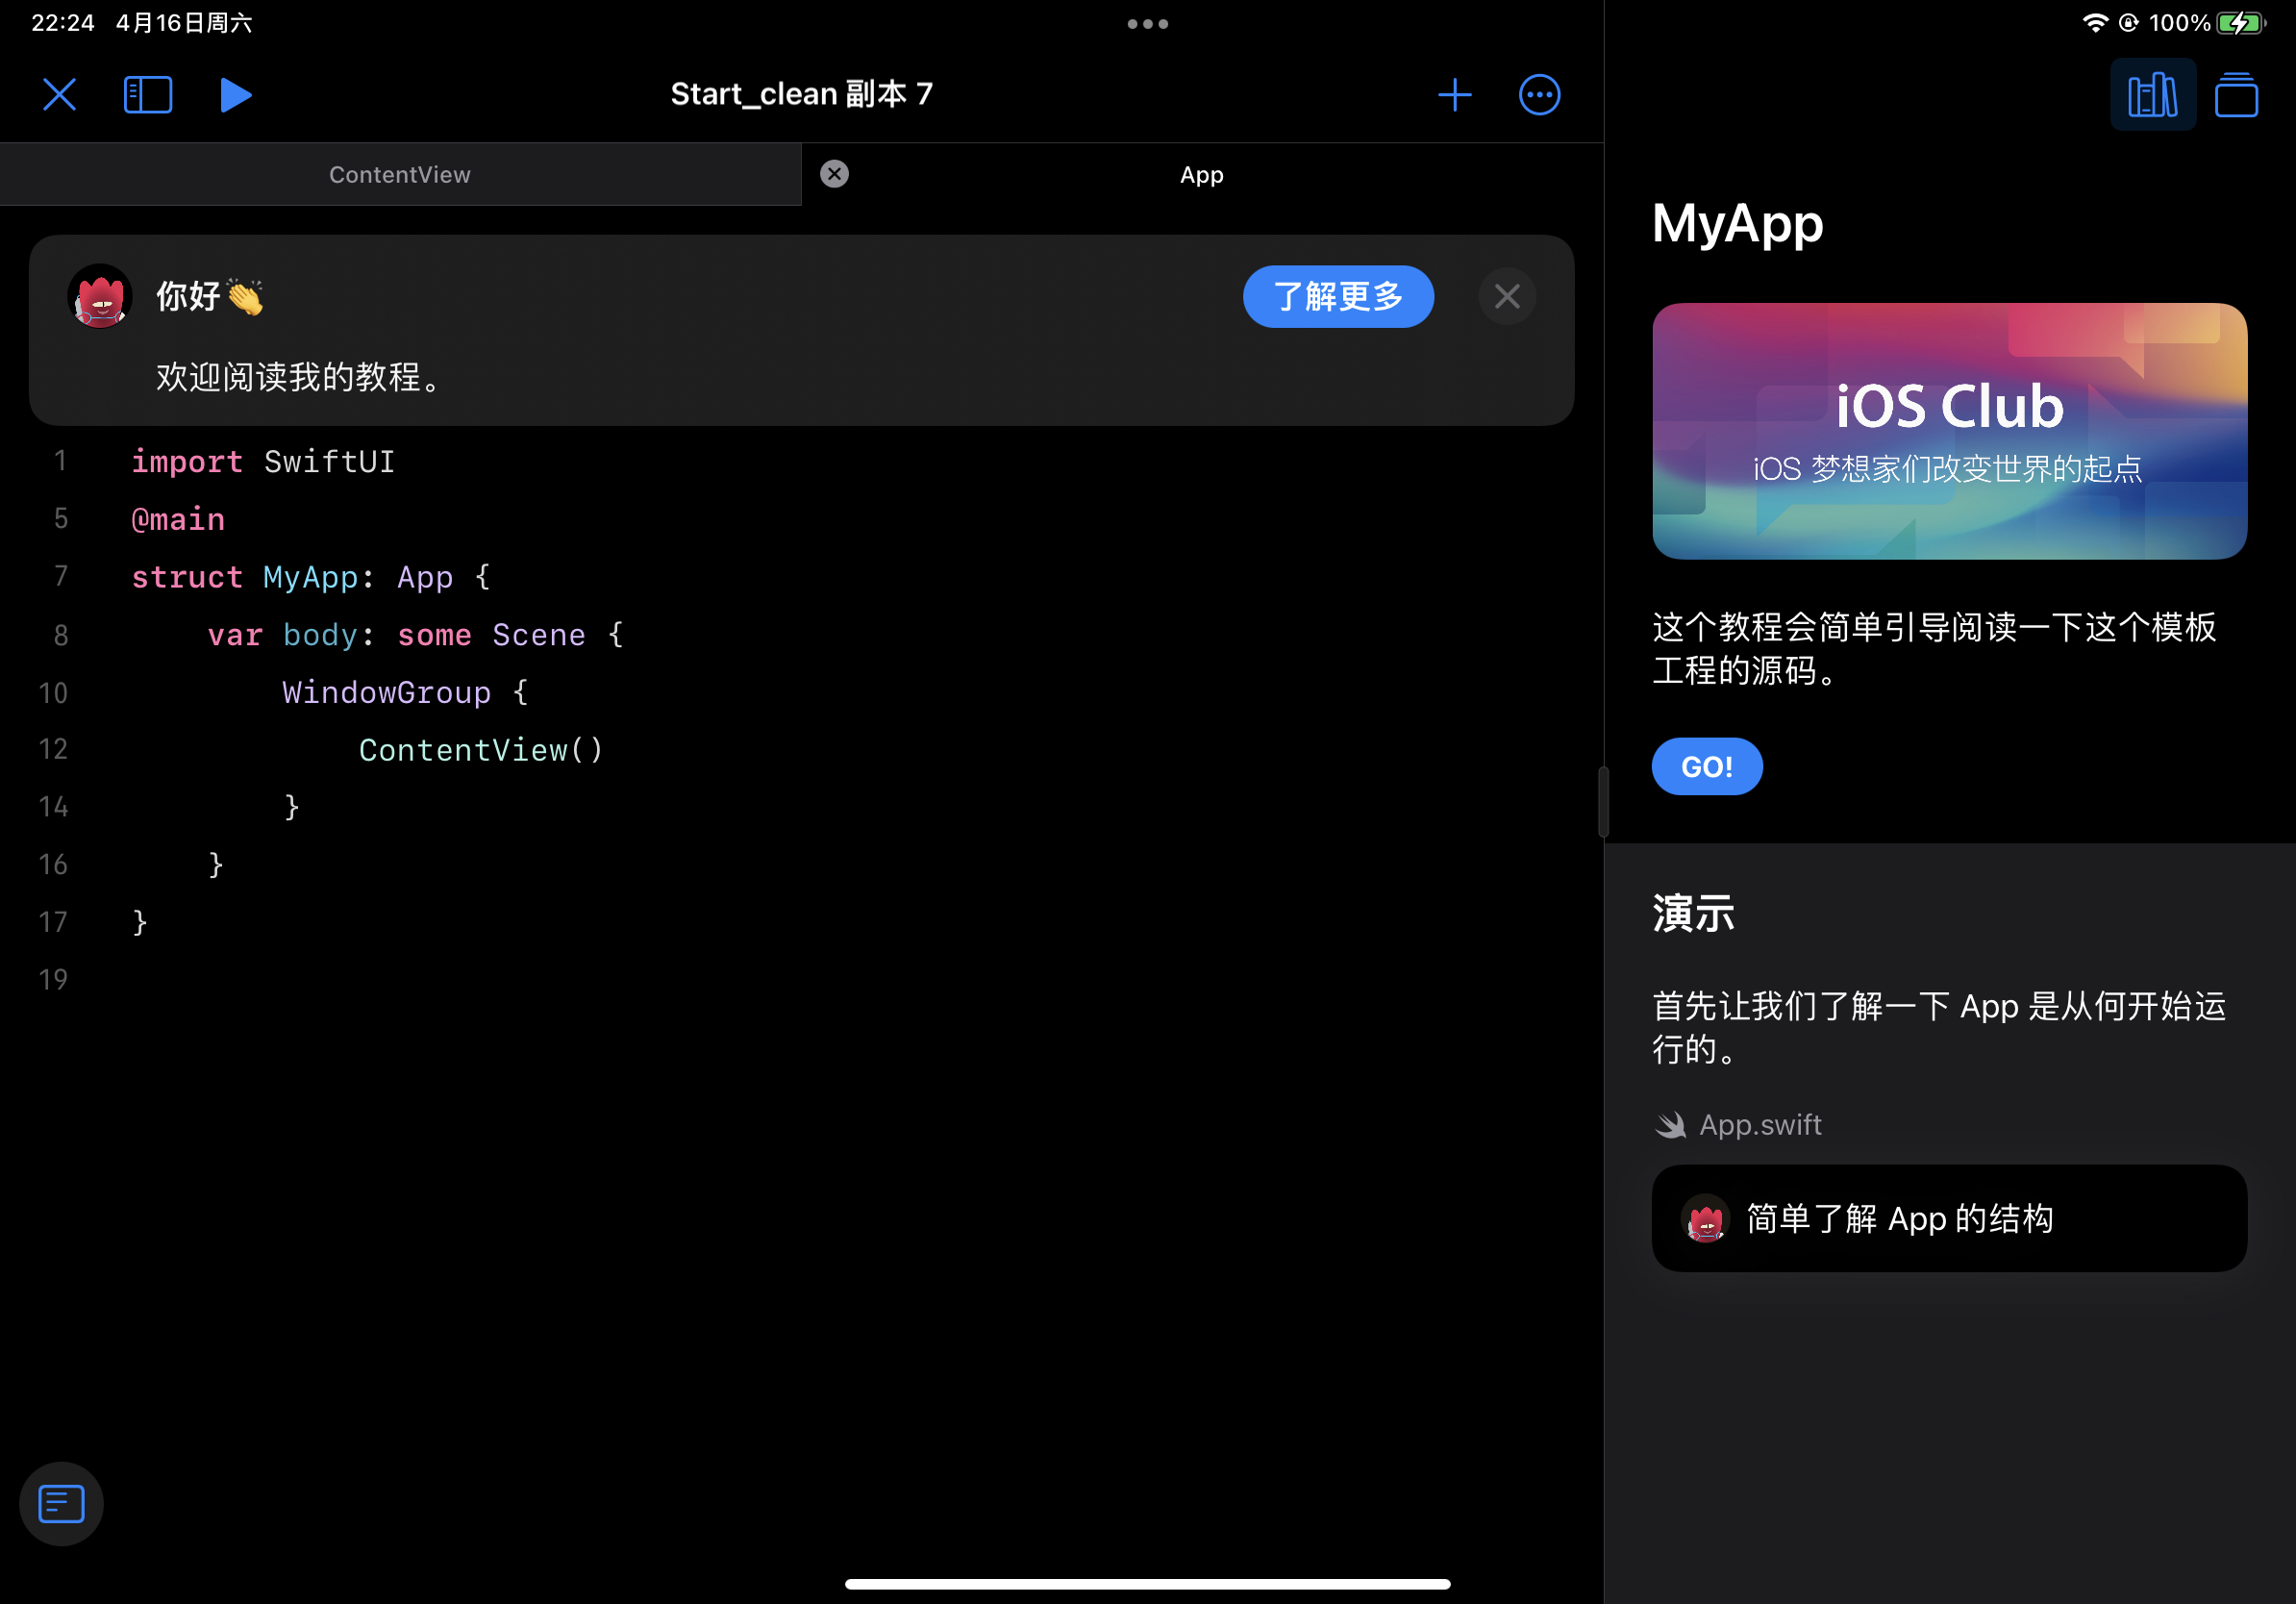 22:24 4月16日周六
100%
Start_clean 副本 7
ContentView
App
你好👏
了解更多
欢迎阅读我的教程。
1 import SwiftUI
5 @main
7 struct MyApp: App {
8 var body: some Scene {
10 WindowGroup {
12 ContentView()
14 }
16 }
17 }
19
MyApp
iOS Club
iOS 梦想家们改变世界的起点
这个教程会简单引导阅读一下这个模板
工程的源码。
GO!
演示
首先让我们了解一下 App 是从何开始运
行的。
App.swift
简单了解 App 的结构